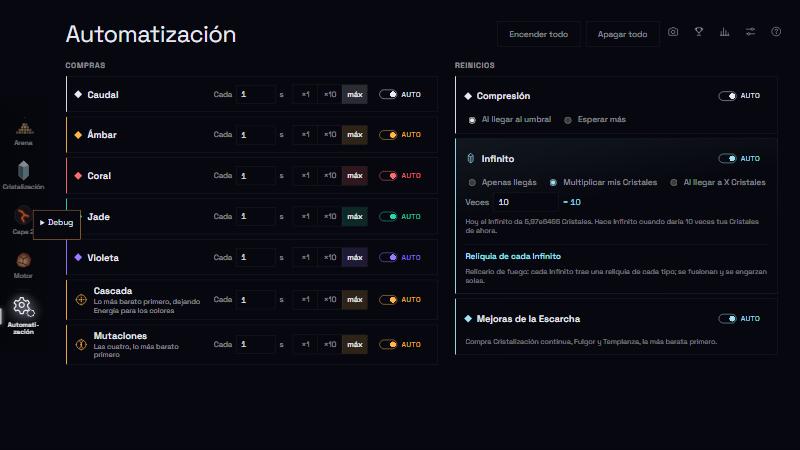 Automatización
Encender todo
Apagar todo
COMPRAS
Caudal
Cada 1 s ×1 ×10 máx AUTO
Ámbar
Cada 1 s ×1 ×10 máx AUTO
Coral
Cada 1 s ×1 ×10 máx AUTO
Jade
Cada 1 s ×1 ×10 máx AUTO
Violeta
Cada 1 s ×1 ×10 máx AUTO
Cascada
Lo más barato primero, dejando
Energía para los colores
Cada 1 s ×1 ×10 máx AUTO
Mutaciones
Las cuatro, lo más barato
primero
Cada 1 s ×1 ×10 máx AUTO
REINICIOS
Compresión AUTO
Al llegar al umbral Esperar más
Infinito AUTO
Apenas llegás Multiplicar mis Cristales Al llegar a X Cristales
Veces 10 = 10
Hoy el Infinito da 5,97e6466 Cristales. Hace Infinito cuando daría 10 veces tus Cristales
de ahora.
Reliquia de cada Infinito
Relicario de fuego: cada Infinito trae una reliquia de cada tipo; se fusionan y se engarzan
solas.
Mejoras de la Escarcha AUTO
Compra Cristalización continua, Fulgor y Templanza, la más barata primero.
Arena
Cristalización
Capa 2
▶ Debug
Motor
Automati-
zación